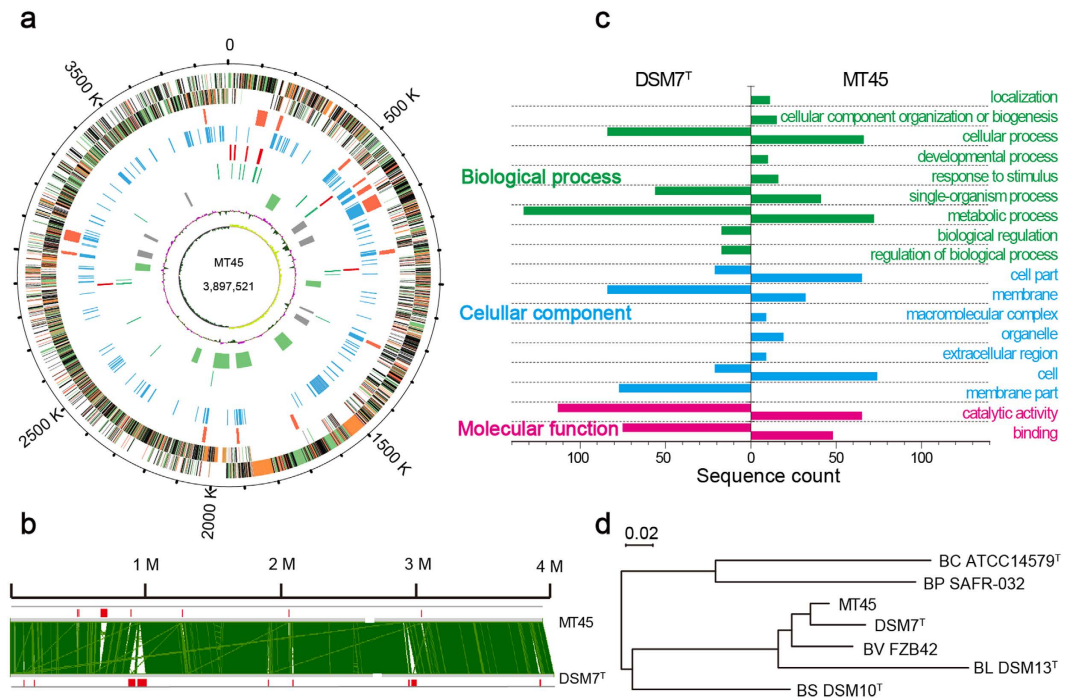 a
0
500 K
1500 K
2000 K
2500 K
3500 K
MT45
3,897,521
b
1 M
2 M
3 M
4 M
MT45
DSM7ᵀ
c
DSM7ᵀ
MT45
localization
cellular component organization or biogenesis
cellular process
developmental process
Biological process
response to stimulus
single-organism process
metabolic process
biological regulation
regulation of biological process
cell part
membrane
Celullar component
macromolecular complex
organelle
extracellular region
cell
membrane part
catalytic activity
Molecular function
binding
100 50 0 50 100
Sequence count
d
0.02
BC ATCC14579ᵀ
BP SAFR-032
MT45
DSM7ᵀ
BV FZB42
BL DSM13ᵀ
BS DSM10ᵀ